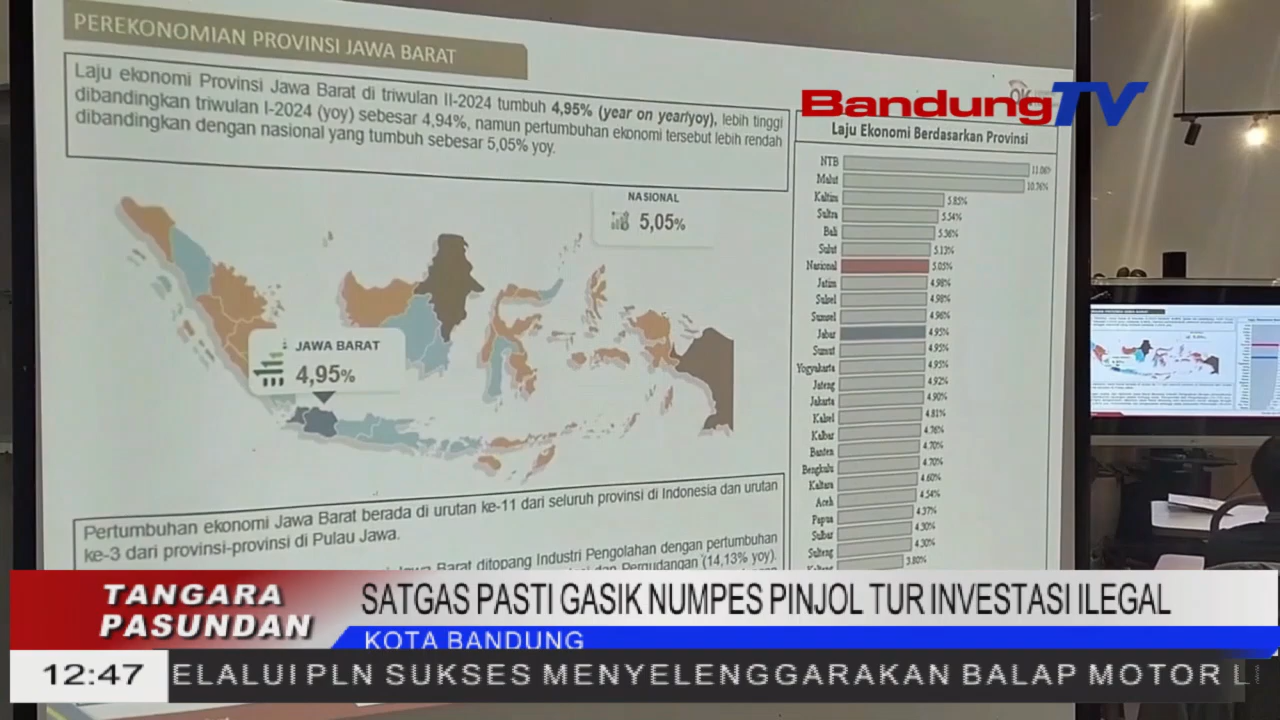 PEREKONOMIAN PROVINSI JAWA BARAT
Laju ekonomi Provinsi Jawa Barat di triwulan II-2024 tumbuh 4,95% (year on year/yoy), lebih tinggi
dibandingkan triwulan I-2024 (yoy) sebesar 4,94%, namun pertumbuhan ekonomi tersebut lebih rendah
dibandingkan dengan nasional yang tumbuh sebesar 5,05% yoy.
BandungTV
Laju Ekonomi Berdasarkan Provinsi
NASIONAL
5,05%
JAWA BARAT
4,95%
NTB 11.06%
Malut 10.76%
Kaltim 5.85%
Sultra 5.54%
Bali 5.36%
Sulut 5.13%
Nasional 5.05%
Jatim 4.98%
Sulsel 4.98%
Sumsel 4.96%
Jabar 4.95%
Sumut 4.95%
Yogyakarta 4.95%
Jateng 4.92%
Jakarta 4.90%
Kalsel 4.81%
Kalbar 4.76%
Banten 4.70%
Bengkulu 4.70%
Kaltara 4.60%
Aceh 4.54%
Papua 4.37%
Sulbar 4.30%
Sulteng 4.30%
3.80%
Pertumbuhan ekonomi Jawa Barat berada di urutan ke-11 dari seluruh provinsi di Indonesia dan urutan
ke-3 dari provinsi-provinsi di Pulau Jawa.
Barat ditopang Industri Pengolahan dengan pertumbuhan
dan Pergudangan (14,13% yoy).
TANGARA
PASUNDAN
SATGAS PASTI GASIK NUMPES PINJOL TUR INVESTASI ILEGAL
KOTA BANDUNG
12:47
ELALUI PLN SUKSES MENYELENGGARAKAN BALAP MOTOR LI